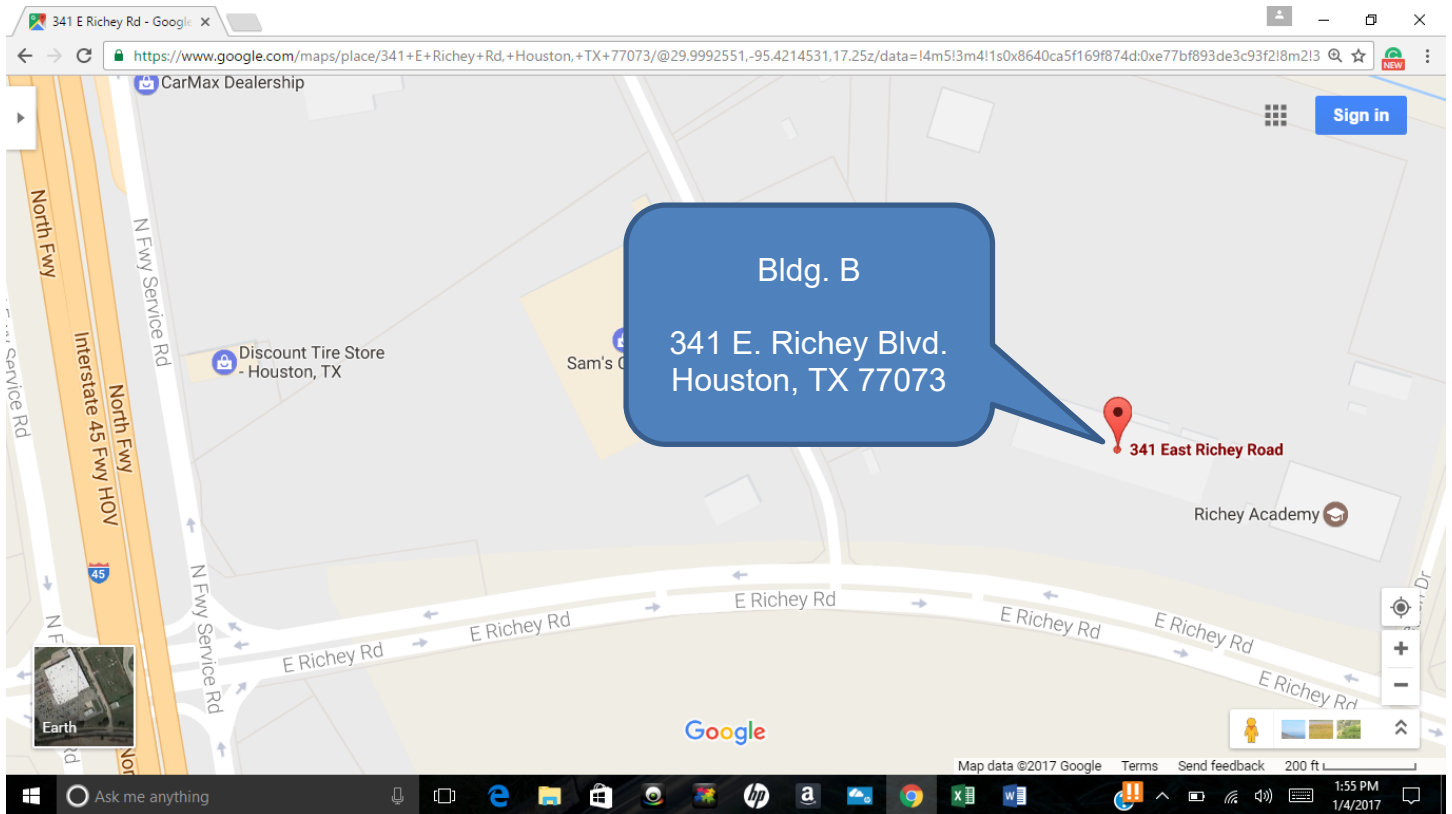 341 E Richey Rd - Google
https://www.google.com/maps/place/341+E+Richey+Rd,+Houston,+TX+77073/@29.9992551,-95.4214531,17.25z/data=!4m5!3m4!1s0x8640ca5f169f874d:0xe77bf893de3c93f2!8m2!3
NEW
CarMax Dealership
Sign in
North Fwy
N Fwy Service Rd
Bldg. B
341 E. Richey Blvd.
Houston, TX 77073
Discount Tire Store
- Houston, TX
Sam's
Service Rd
Interstate 45 Fwy HOV
North Fwy
341 East Richey Road
Richey Academy
45
N Fwy Service Rd
E Richey Rd
E Richey Rd
E Richey Rd
E Richey Rd
E Richey Rd
E Richey Rd
Dr
N F
Earth
Rd
Google
Map data ©2017 Google Terms Send feedback 200 ft
Ask me anything
1:55 PM
1/4/2017